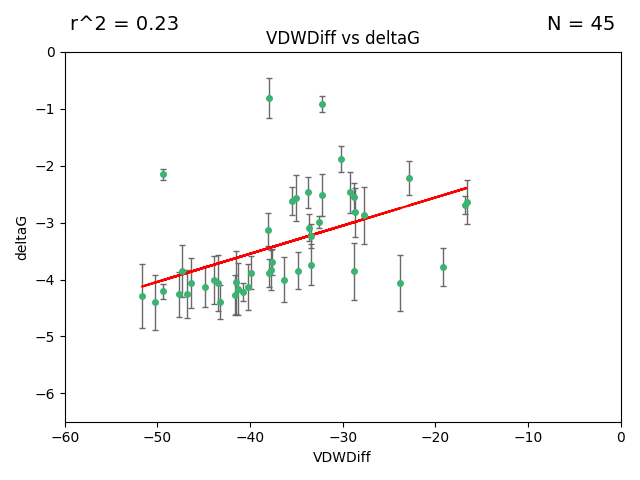 r^2 = 0.23
N = 45
VDWDiff vs deltaG
0
−1
−2
−3
−4
−5
−6
deltaG
−60 −50 −40 −30 −20 −10 0
VDWDiff